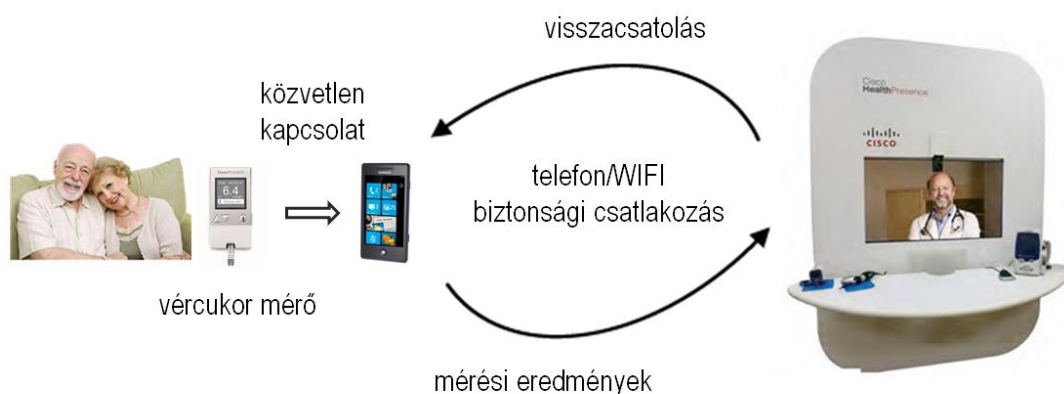 visszacsatolás
közvetlen
kapcsolat
telefon/WIFI
biztonsági csatlakozás
vércukor mérő
mérési eredmények
6.4
Cisco
HealthPresence
CISCO